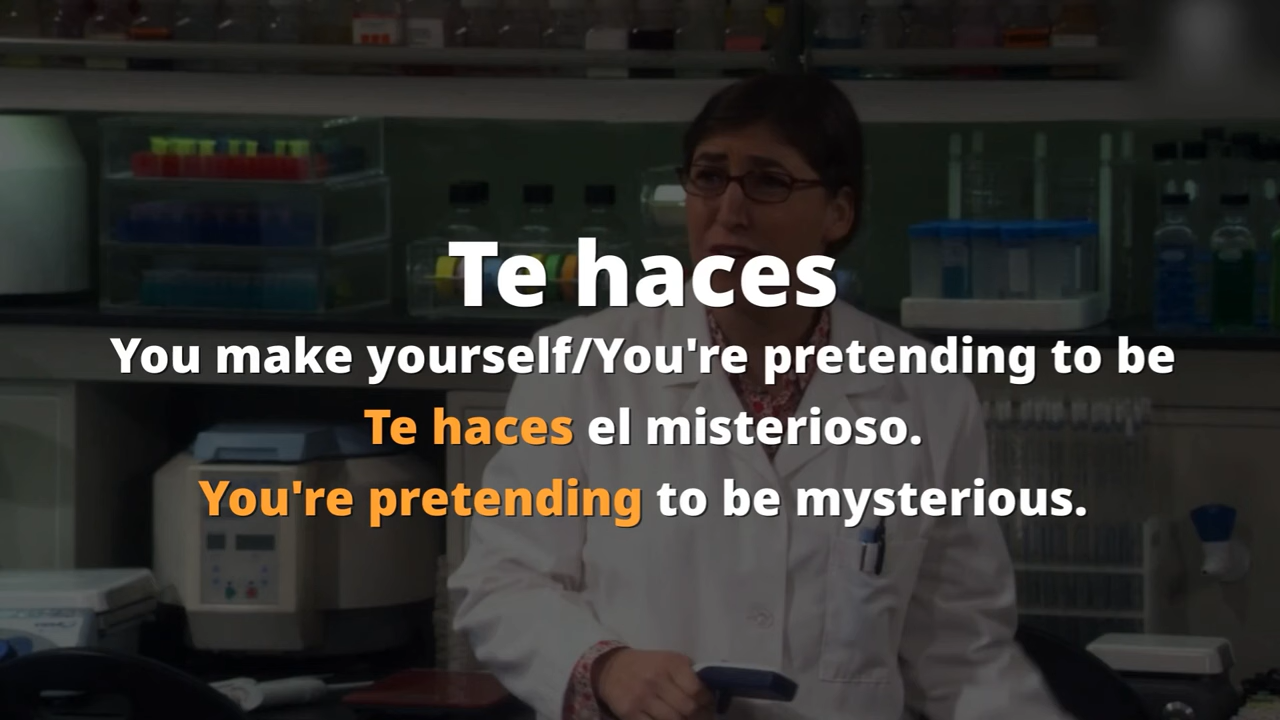 Te haces
You make yourself/You're pretending to be
Te haces el misterioso.
You're pretending to be mysterious.